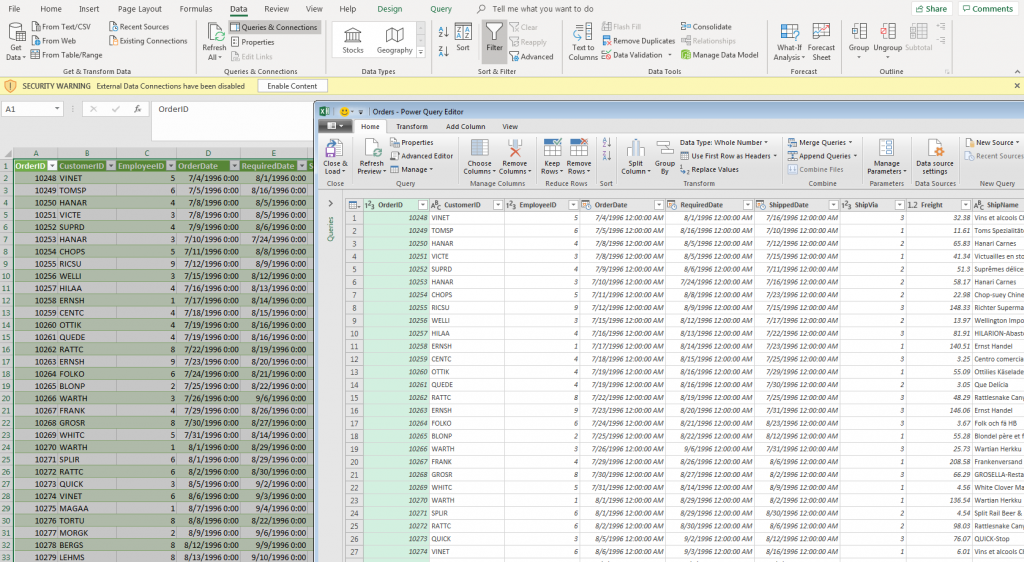 File Home Insert Page Layout Formulas Data Review View Help Design Query Tell me what you want to do Share Comments
Get Data From Text/CSV Recent Sources Refresh All Queries & Connections Stocks Geography Filter Clear Text to Columns Flash Fill Consolidate What-If Analysis Forecast Sheet Group Ungroup Subtotal
From Web Existing Connections Properties Sort Reapply Remove Duplicates Relationships
From Table/Range Edit Links Advanced Data Validation Manage Data Model
Get & Transform Data Queries & Connections Data Types Sort & Filter Data Tools Forecast Outline
SECURITY WARNING External Data Connections have been disabled Enable Content
A1 fx OrderID
Orders - Power Query Editor
Home Transform Add Column View
Close & Load Refresh Preview Properties Choose Columns Remove Columns Keep Rows Remove Rows Split Column Group By Data Type: Whole Number Merge Queries Manage Parameters Data source settings New Source
Advanced Editor Use First Row as Headers Append Queries Recent Sources
Manage Replace Values Combine Files
Close Query Manage Columns Reduce Rows Sort Transform Combine Parameters Data Sources New Query
Queries
A B C D E
1 OrderID CustomerID EmployeeID OrderDate RequiredDate
2 10248 VINET 5 7/4/1996 0:00 8/1/1996 0:00
3 10249 TOMSP 6 7/5/1996 0:00 8/16/1996 0:00
4 10250 HANAR 4 7/8/1996 0:00 8/5/1996 0:00
5 10251 VICTE 3 7/8/1996 0:00 8/5/1996 0:00
6 10252 SUPRD 4 7/9/1996 0:00 8/6/1996 0:00
7 10253 HANAR 3 7/10/1996 0:00 7/24/1996 0:00
8 10254 CHOPS 5 7/11/1996 0:00 8/8/1996 0:00
9 10255 RICSU 9 7/12/1996 0:00 8/9/1996 0:00
10 10256 WELLI 3 7/15/1996 0:00 8/12/1996 0:00
11 10257 HILAA 4 7/16/1996 0:00 8/13/1996 0:00
12 10258 ERNSH 1 7/17/1996 0:00 8/14/1996 0:00
13 10259 CENTC 4 7/18/1996 0:00 8/15/1996 0:00
14 10260 OTTIK 4 7/19/1996 0:00 8/16/1996 0:00
15 10261 QUEDE 4 7/19/1996 0:00 8/16/1996 0:00
16 10262 RATTC 8 7/22/1996 0:00 8/19/1996 0:00
17 10263 ERNSH 9 7/23/1996 0:00 8/20/1996 0:00
18 10264 FOLKO 6 7/24/1996 0:00 8/21/1996 0:00
19 10265 BLONP 2 7/25/1996 0:00 8/22/1996 0:00
20 10266 WARTH 3 7/26/1996 0:00 9/6/1996 0:00
21 10267 FRANK 4 7/29/1996 0:00 8/26/1996 0:00
22 10268 GROSR 8 7/30/1996 0:00 8/27/1996 0:00
23 10269 WHITC 5 7/31/1996 0:00 8/14/1996 0:00
24 10270 WARTH 1 8/1/1996 0:00 8/29/1996 0:00
25 10271 SPLIR 6 8/1/1996 0:00 8/29/1996 0:00
26 10272 RATTC 6 8/2/1996 0:00 8/30/1996 0:00
27 10273 QUICK 3 8/5/1996 0:00 9/2/1996 0:00
28 10274 VINET 6 8/6/1996 0:00 9/3/1996 0:00
29 10275 MAGAA 1 8/7/1996 0:00 9/4/1996 0:00
30 10276 TORTU 8 8/8/1996 0:00 8/22/1996 0:00
31 10277 MORGK 2 8/9/1996 0:00 9/6/1996 0:00
32 10278 BERGS 8 8/12/1996 0:00 9/9/1996 0:00
33 10279 LEHMS 8 8/13/1996 0:00 9/10/1996 0:00
OrderID CustomerID EmployeeID OrderDate RequiredDate ShippedDate ShipVia Freight ShipName
1 10248 VINET 5 7/4/1996 12:00:00 AM 8/1/1996 12:00:00 AM 7/16/1996 12:00:00 AM 3 32.38 Vins et alcools C
2 10249 TOMSP 6 7/5/1996 12:00:00 AM 8/16/1996 12:00:00 AM 7/10/1996 12:00:00 AM 1 11.61 Toms Spezialität
3 10250 HANAR 4 7/8/1996 12:00:00 AM 8/5/1996 12:00:00 AM 7/12/1996 12:00:00 AM 2 65.83 Hanari Carnes
4 10251 VICTE 3 7/8/1996 12:00:00 AM 8/5/1996 12:00:00 AM 7/15/1996 12:00:00 AM 1 41.34 Victuailles en sto
5 10252 SUPRD 4 7/9/1996 12:00:00 AM 8/6/1996 12:00:00 AM 7/11/1996 12:00:00 AM 2 51.3 Suprêmes délice
6 10253 HANAR 3 7/10/1996 12:00:00 AM 7/24/1996 12:00:00 AM 7/16/1996 12:00:00 AM 2 58.17 Hanari Carnes
7 10254 CHOPS 5 7/11/1996 12:00:00 AM 8/8/1996 12:00:00 AM 7/23/1996 12:00:00 AM 2 22.98 Chop-suey Chine
8 10255 RICSU 9 7/12/1996 12:00:00 AM 8/9/1996 12:00:00 AM 7/15/1996 12:00:00 AM 3 148.33 Richter Superma
9 10256 WELLI 3 7/15/1996 12:00:00 AM 8/12/1996 12:00:00 AM 7/17/1996 12:00:00 AM 2 13.97 Wellington Impo
10 10257 HILAA 4 7/16/1996 12:00:00 AM 8/13/1996 12:00:00 AM 7/22/1996 12:00:00 AM 3 81.91 HILARION-Abasto
11 10258 ERNSH 1 7/17/1996 12:00:00 AM 8/14/1996 12:00:00 AM 7/23/1996 12:00:00 AM 1 140.51 Ernst Handel
12 10259 CENTC 4 7/18/1996 12:00:00 AM 8/15/1996 12:00:00 AM 7/25/1996 12:00:00 AM 3 3.25 Centro comercia
13 10260 OTTIK 4 7/19/1996 12:00:00 AM 8/16/1996 12:00:00 AM 7/29/1996 12:00:00 AM 1 55.09 Ottilies Käselade
14 10261 QUEDE 4 7/19/1996 12:00:00 AM 8/16/1996 12:00:00 AM 7/30/1996 12:00:00 AM 2 3.05 Que Delícia
15 10262 RATTC 8 7/22/1996 12:00:00 AM 8/19/1996 12:00:00 AM 7/25/1996 12:00:00 AM 3 48.29 Rattlesnake Cany
16 10263 ERNSH 9 7/23/1996 12:00:00 AM 8/20/1996 12:00:00 AM 7/31/1996 12:00:00 AM 3 146.06 Ernst Handel
17 10264 FOLKO 6 7/24/1996 12:00:00 AM 8/21/1996 12:00:00 AM 8/23/1996 12:00:00 AM 3 3.67 Folk och fä HB
18 10265 BLONP 2 7/25/1996 12:00:00 AM 8/22/1996 12:00:00 AM 8/12/1996 12:00:00 AM 1 55.28 Blondel père et f
19 10266 WARTH 3 7/26/1996 12:00:00 AM 9/6/1996 12:00:00 AM 7/31/1996 12:00:00 AM 3 25.73 Wartian Herkku
20 10267 FRANK 4 7/29/1996 12:00:00 AM 8/26/1996 12:00:00 AM 8/6/1996 12:00:00 AM 1 208.58 Frankenversand
21 10268 GROSR 8 7/30/1996 12:00:00 AM 8/27/1996 12:00:00 AM 8/2/1996 12:00:00 AM 3 66.29 GROSELLA-Resta
22 10269 WHITC 5 7/31/1996 12:00:00 AM 8/14/1996 12:00:00 AM 8/9/1996 12:00:00 AM 1 4.56 White Clover Ma
23 10270 WARTH 1 8/1/1996 12:00:00 AM 8/29/1996 12:00:00 AM 8/2/1996 12:00:00 AM 1 136.54 Wartian Herkku
24 10271 SPLIR 6 8/1/1996 12:00:00 AM 8/29/1996 12:00:00 AM 8/30/1996 12:00:00 AM 2 4.54 Split Rail Beer &
25 10272 RATTC 6 8/2/1996 12:00:00 AM 8/30/1996 12:00:00 AM 8/6/1996 12:00:00 AM 2 98.03 Rattlesnake Cany
26 10273 QUICK 3 8/5/1996 12:00:00 AM 9/2/1996 12:00:00 AM 8/12/1996 12:00:00 AM 3 76.07 QUICK-Stop
27 10274 VINET 6 8/6/1996 12:00:00 AM 9/3/1996 12:00:00 AM 8/16/1996 12:00:00 AM 1 6.01 Vins et alcools C